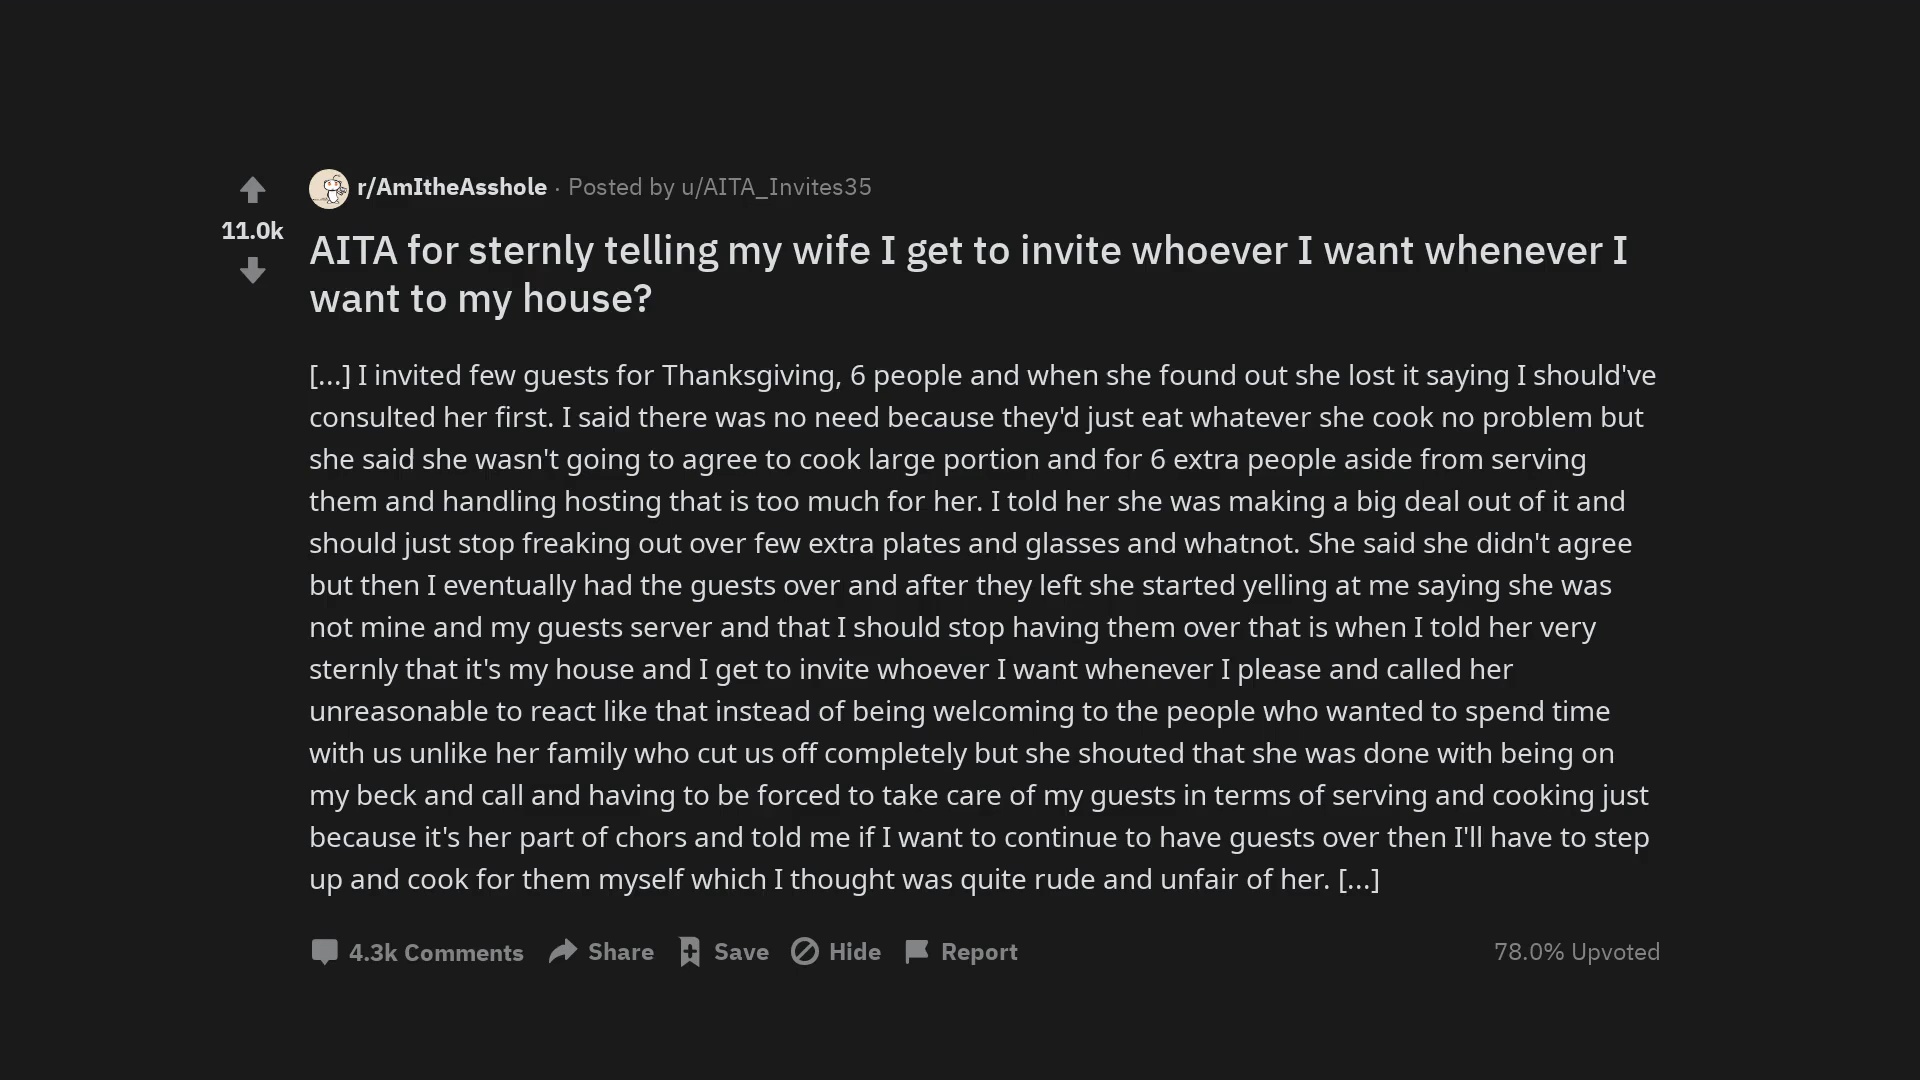 r/AmItheAsshole · Posted by u/AITA_Invites35
11.0k
AITA for sternly telling my wife I get to invite whoever I want whenever I
want to my house?
[...] I invited few guests for Thanksgiving, 6 people and when she found out she lost it saying I should've
consulted her first. I said there was no need because they'd just eat whatever she cook no problem but
she said she wasn't going to agree to cook large portion and for 6 extra people aside from serving
them and handling hosting that is too much for her. I told her she was making a big deal out of it and
should just stop freaking out over few extra plates and glasses and whatnot. She said she didn't agree
but then I eventually had the guests over and after they left she started yelling at me saying she was
not mine and my guests server and that I should stop having them over that is when I told her very
sternly that it's my house and I get to invite whoever I want whenever I please and called her
unreasonable to react like that instead of being welcoming to the people who wanted to spend time
with us unlike her family who cut us off completely but she shouted that she was done with being on
my beck and call and having to be forced to take care of my guests in terms of serving and cooking just
because it's her part of chors and told me if I want to continue to have guests over then I'll have to step
up and cook for them myself which I thought was quite rude and unfair of her. [...]
4.3k Comments Share Save Hide Report 78.0% Upvoted